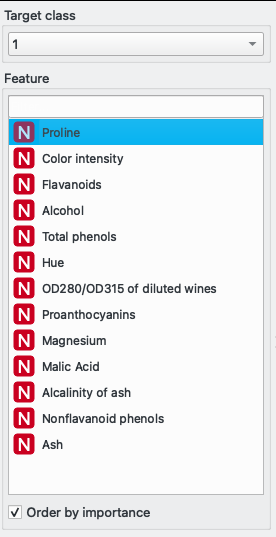 Target class
1
Feature
N Proline
N Color intensity
N Flavanoids
N Alcohol
N Total phenols
N Hue
N OD280/OD315 of diluted wines
N Proanthocyanins
N Magnesium
N Malic Acid
N Alcalinity of ash
N Nonflavanoid phenols
N Ash
Order by importance